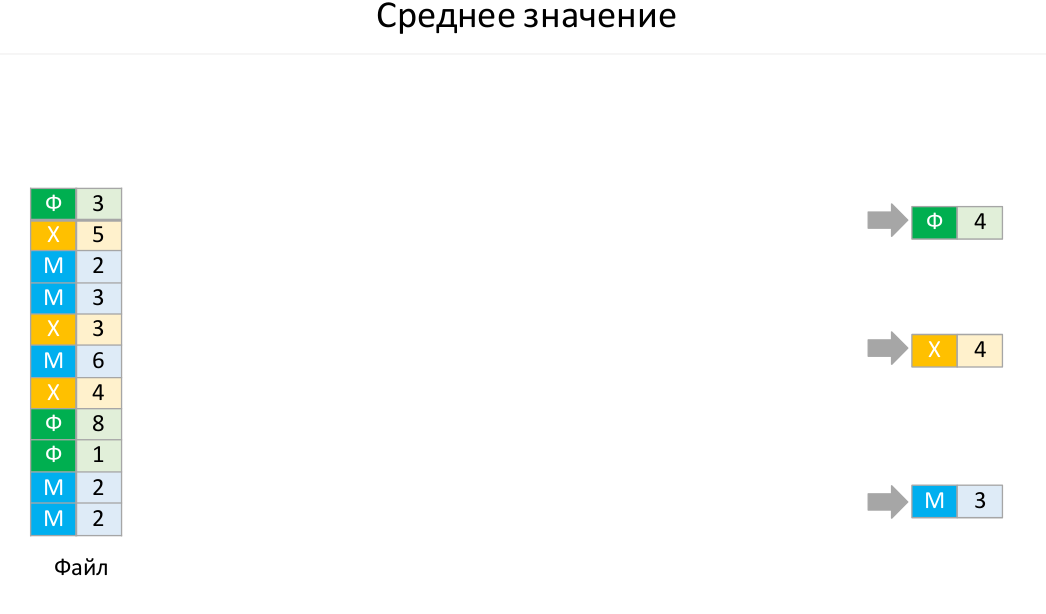 Среднее значение
Ф 3
Х 5
М 2
М 3
Х 3
М 6
Х 4
Ф 8
Ф 1
М 2
М 2
Файл
Ф 4
Х 4
М 3